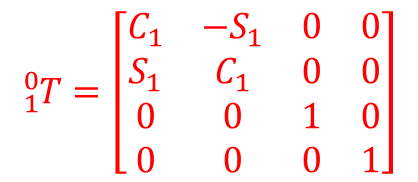 ⁰₁T = [C₁ −S₁ 0 0
S₁ C₁ 0 0
0 0 1 0
0 0 0 1]